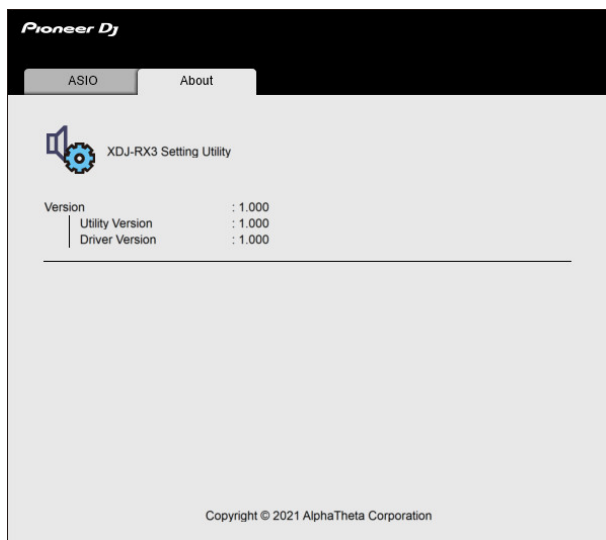 Pioneer Dj
ASIO
About
XDJ-RX3 Setting Utility
Version : 1.000
Utility Version : 1.000
Driver Version : 1.000
Copyright © 2021 AlphaTheta Corporation